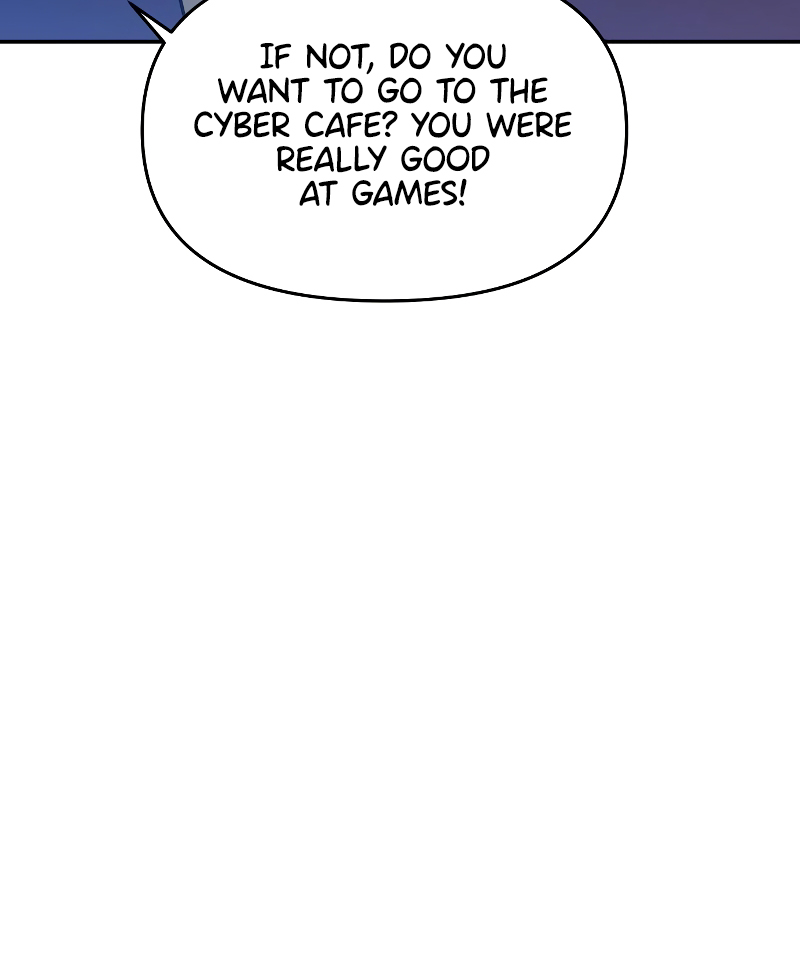 IF NOT, DO YOU
WANT TO GO TO THE
CYBER CAFE? YOU WERE
REALLY GOOD
AT GAMES!